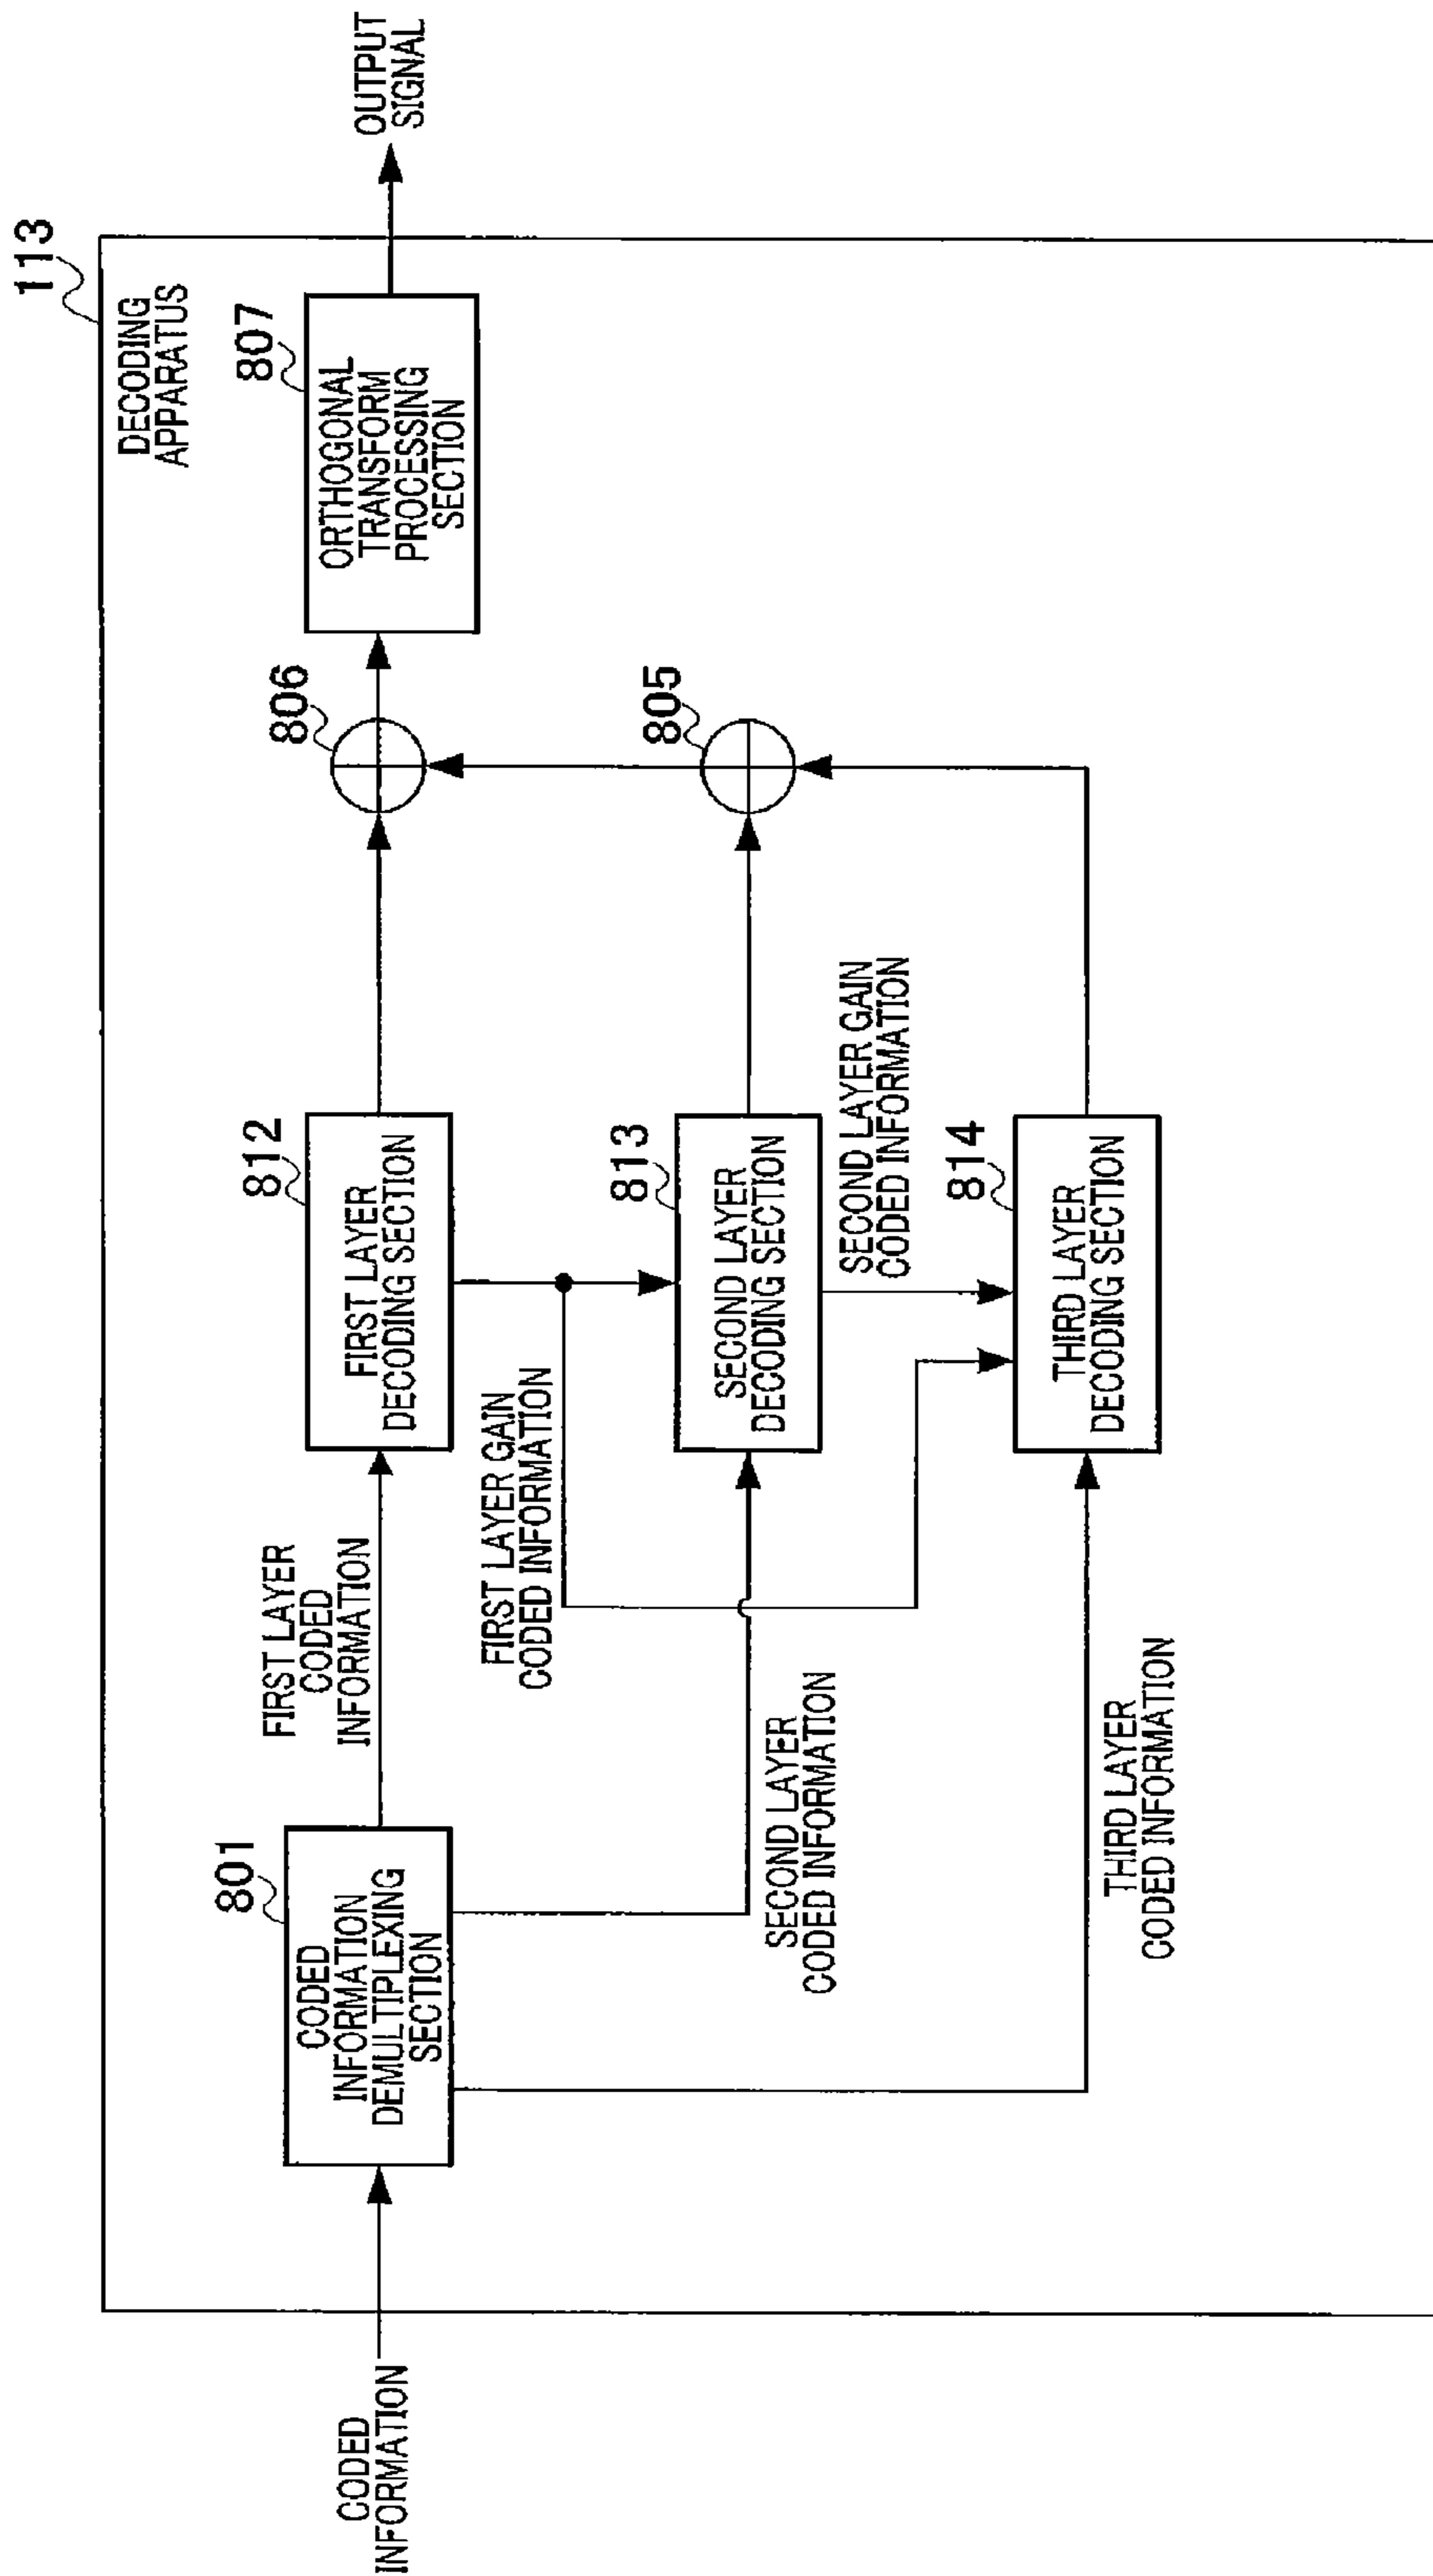 113
DECODING
APPARATUS
CODED
INFORMATION
801
CODED
INFORMATION
DEMULTIPLEXING
SECTION
FIRST LAYER
CODED
INFORMATION
812
FIRST LAYER
DECODING SECTION
806
807
ORTHOGONAL
TRANSFORM
PROCESSING
SECTION
OUTPUT
SIGNAL
FIRST LAYER GAIN
CODED INFORMATION
SECOND LAYER
CODED INFORMATION
813
SECOND LAYER
DECODING SECTION
805
SECOND LAYER GAIN
CODED INFORMATION
THIRD LAYER
CODED INFORMATION
814
THIRD LAYER
DECODING SECTION